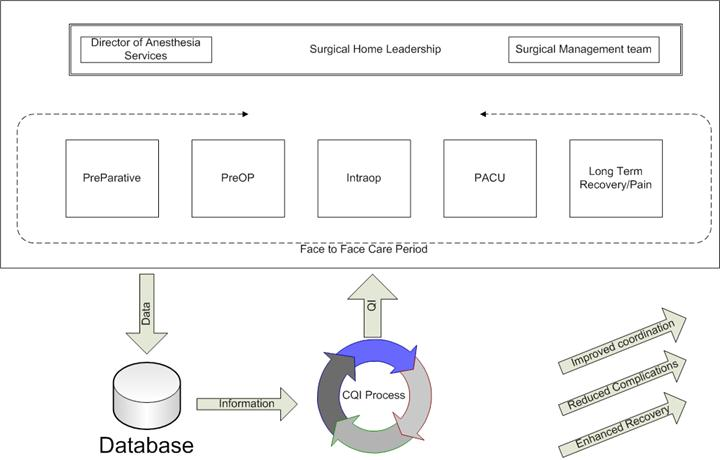 Director of Anesthesia
Services
Surgical Home Leadership
Surgical Management team
PreParative
PreOP
Intraop
PACU
Long Term
Recovery/Pain
Face to Face Care Period
Data
QI
Improved coordination
Reduced Complications
Enhanced Recovery
CQI Process
Information
Database